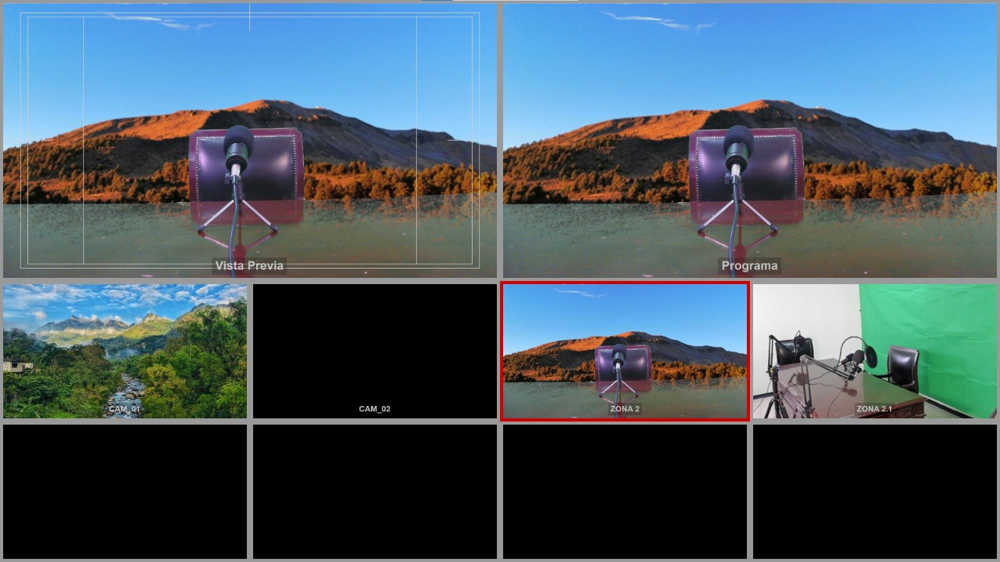 Vista Previa
Programa
CAM_01
CAM_02
ZONA 2
ZONA 2.1